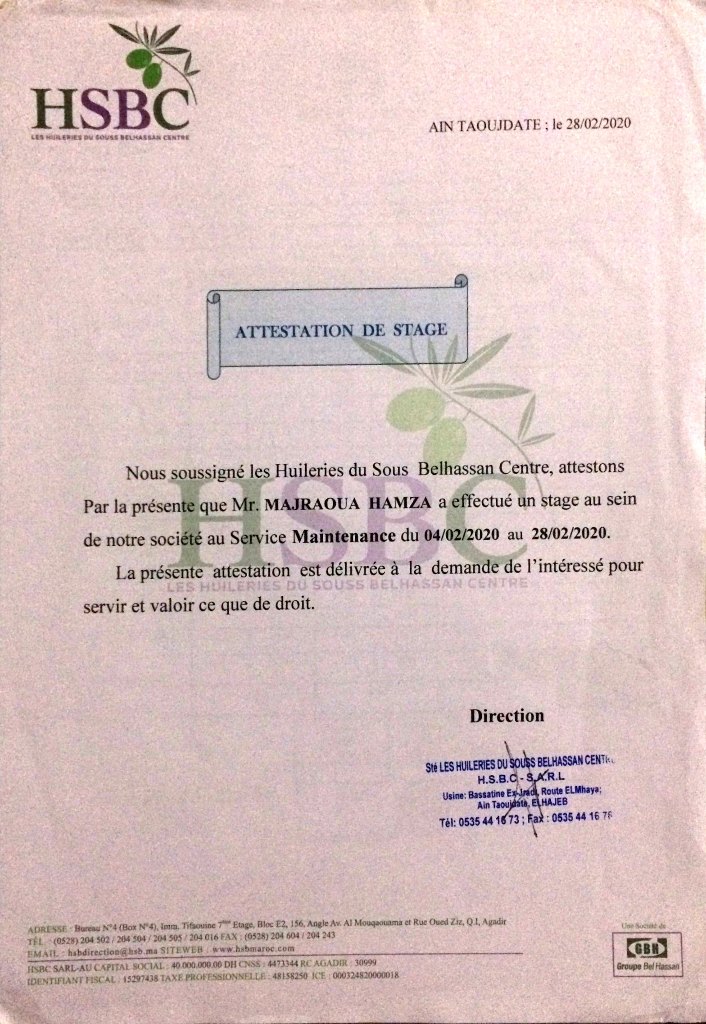 HSBC
LES HUILERIES DU SOUSS BELHASSAN CENTRE
AIN TAOUJDATE ; le 28/02/2020
ATTESTATION DE STAGE
Nous soussigné les Huileries du Sous Belhassan Centre, attestons
Par la présente que Mr. MAJRAOUA HAMZA a effectué un stage au sein
de notre société au Service Maintenance du 04/02/2020 au 28/02/2020.
La présente attestation est délivrée à la demande de l'intéressé pour
servir et valoir ce que de droit.
HSBC
LES HUILERIES DU SOUSS BELHASSAN CENTRE
Direction
Sté LES HUILERIES DU SOUSS BELHASSAN CENTRE
H.S.B.C - S.A.R.L
Usine: Bassatine Ex-Iradi, Route ELMhaya;
Ain Taoujdate, ELHAJEB
Tél: 0535 44 16 73 ; Fax : 0535 44 16 78
ADRESSE : Bureau N°4 (Box N°4), Imm. Tifaouine 7ème Etage, Bloc E2, 156, Angle Av. Al Mouqaouama et Rue Oued Ziz, Q.I, Agadir
TÉL : (0528) 204 502 / 204 504 / 204 505 / 204 016 FAX : (0528) 204 604 / 204 243
EMAIL : hsbdirection@hsb.ma SITEWEB : www.hsbmaroc.com
HSBC SARL-AU CAPITAL SOCIAL : 40.000.000.00 DH CNSS : 4473344 RC AGADIR : 30999
IDENTIFIANT FISCAL : 15297438 TAXE PROFESSIONNELLE : 48158250 ICE : 000324820000018
Une Société de
GBH
Groupe Bel Hassan